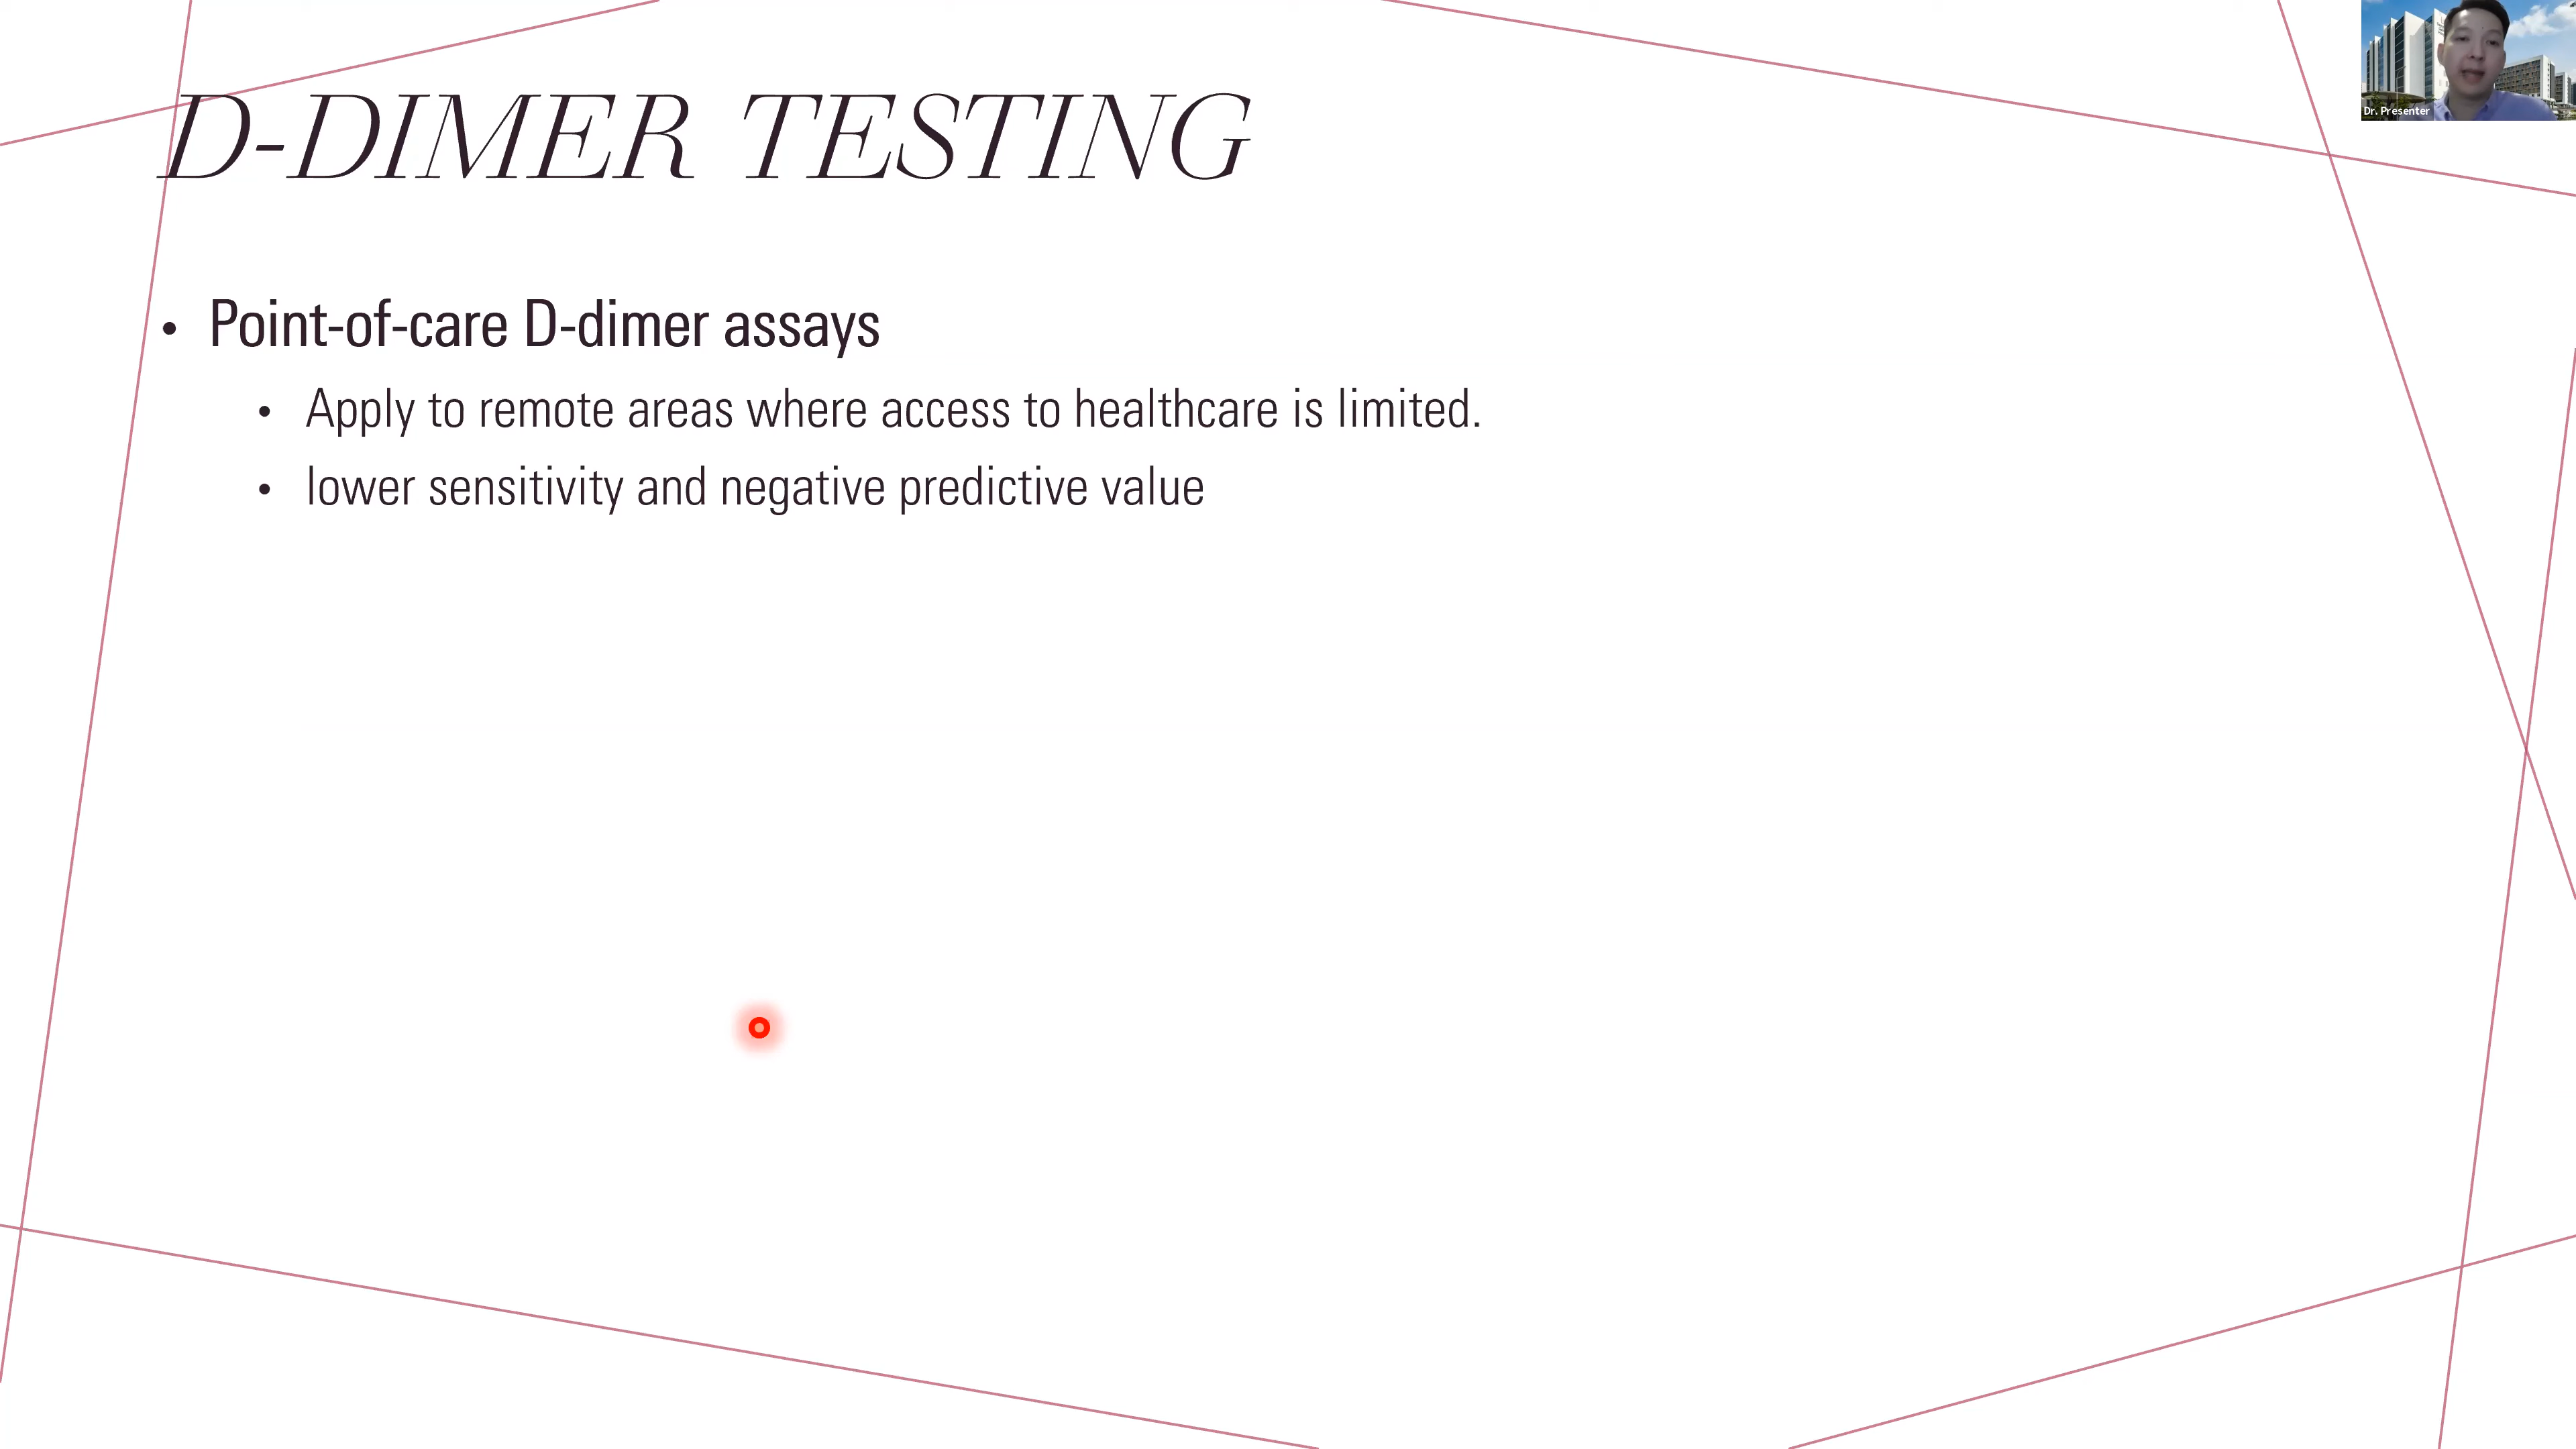 D-DIMER TESTING
• Point-of-care D-dimer assays
• Apply to remote areas where access to healthcare is limited.
• lower sensitivity and negative predictive value
Dr. Presenter